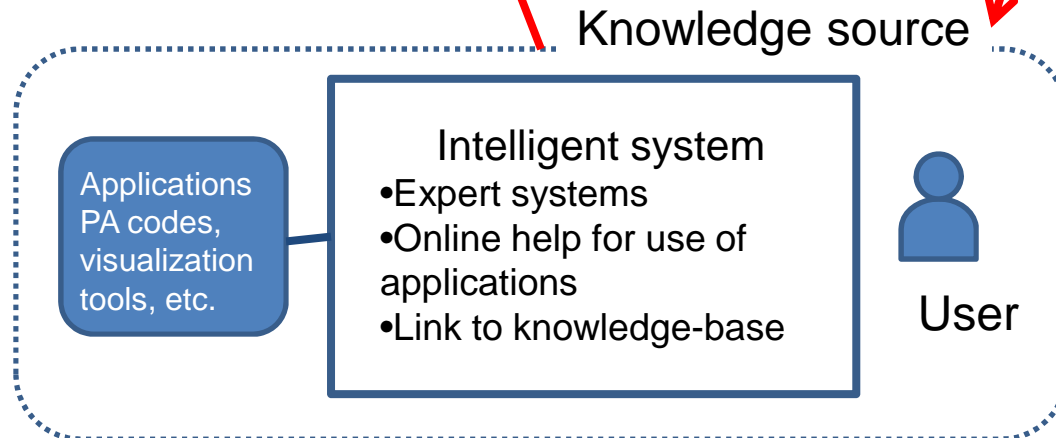 Knowledge source
Applications
PA codes,
visualization
tools, etc.
Intelligent system
•Expert systems
•Online help for use of
applications
•Link to knowledge-base
User